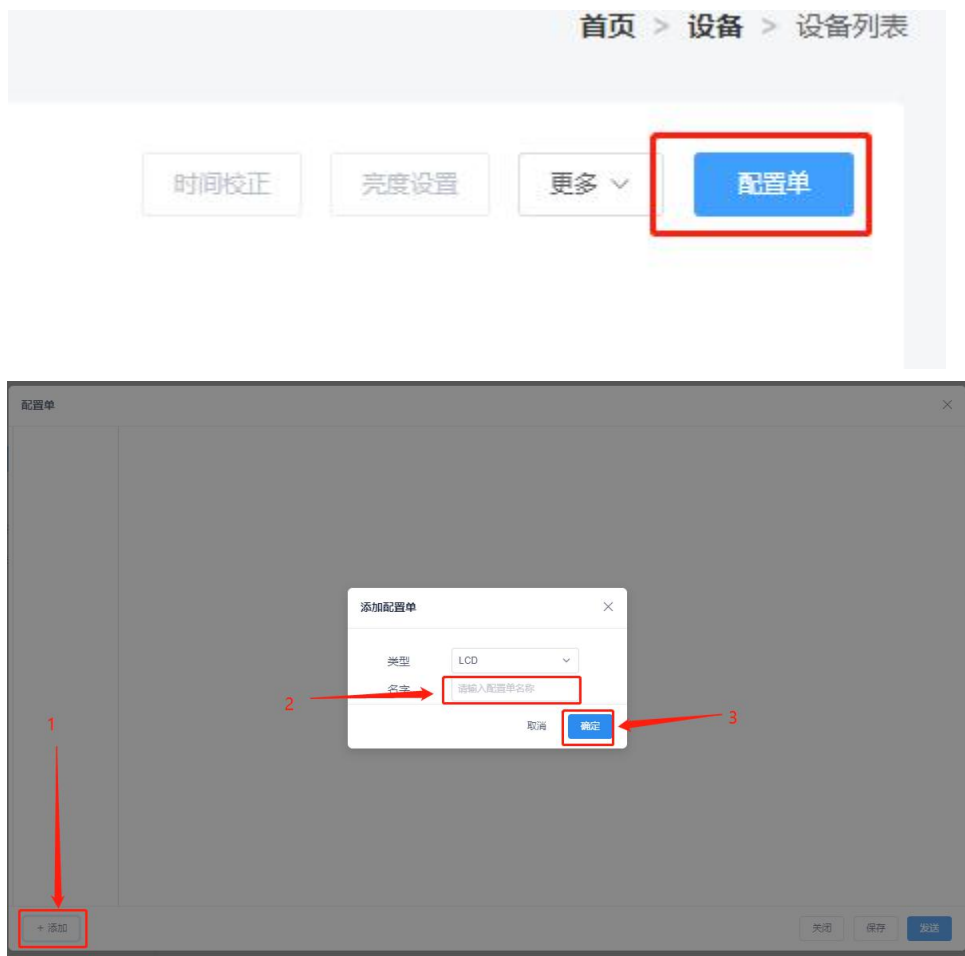 首页 > 设备 > 设备列表
时间校正 亮度设置 更多 配置单
配置单
添加配置单
类型 LCD
名字 请输入配置单名称
2
取消 确定
3
1
+ 添加
关闭 保存 发送